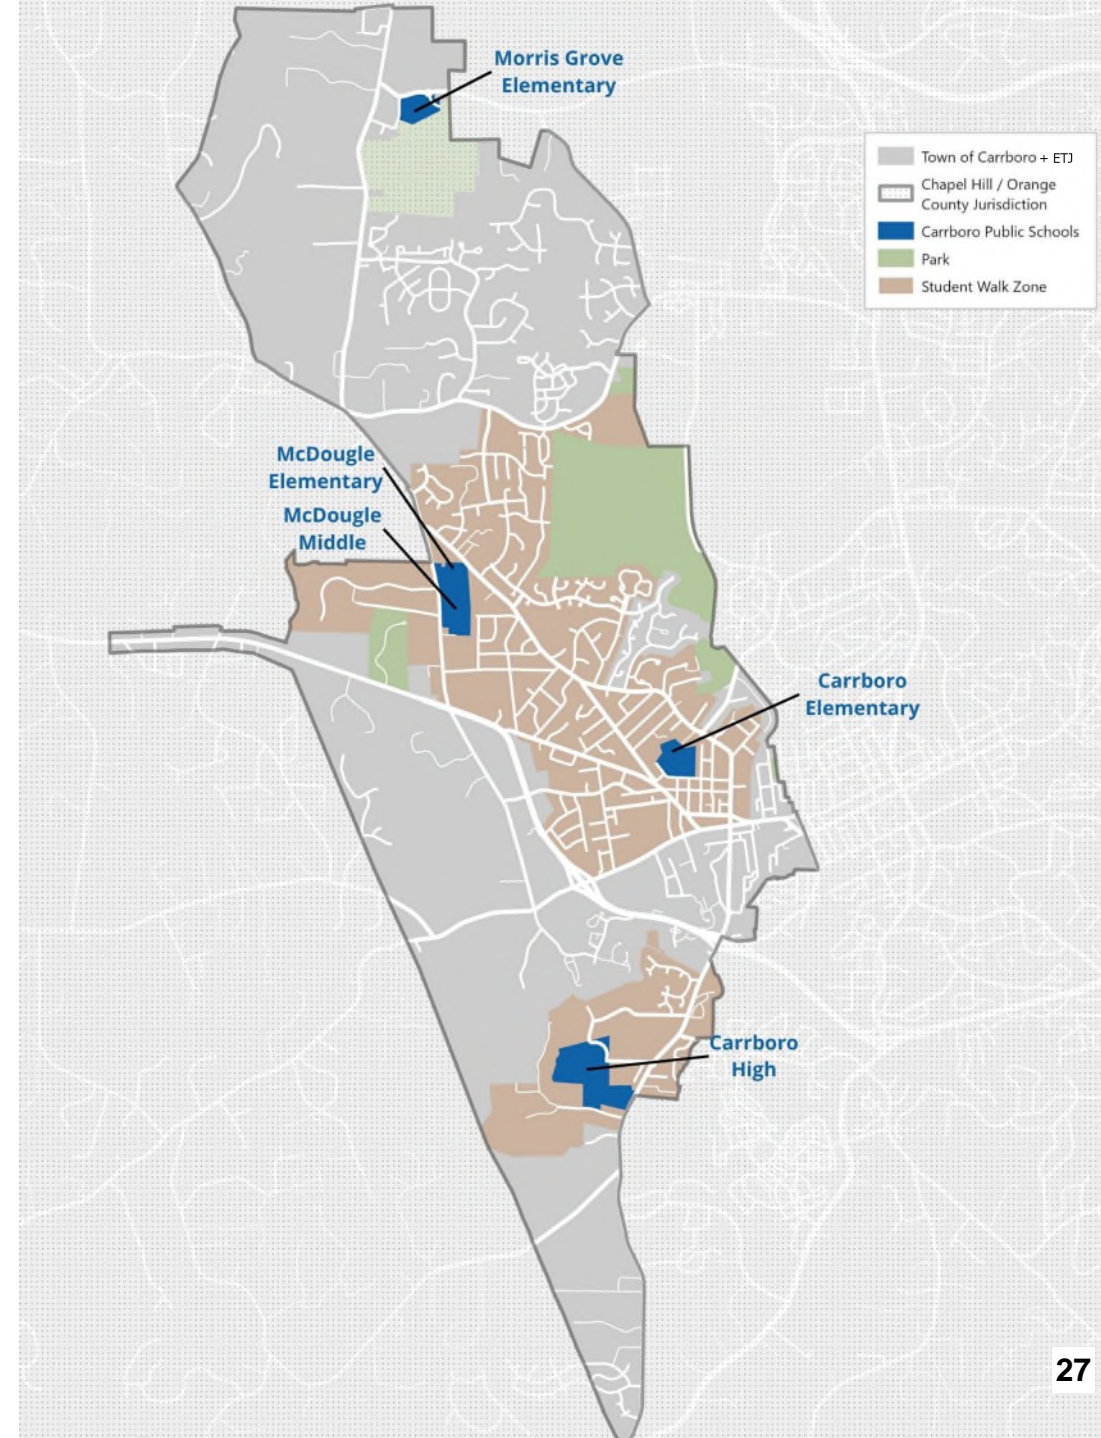 Morris Grove
Elementary
Town of Carrboro + ETJ
Chapel Hill / Orange
County Jurisdiction
Carrboro Public Schools
Park
Student Walk Zone
McDougle
Elementary
McDougle
Middle
Carrboro
Elementary
Carrboro
High
27